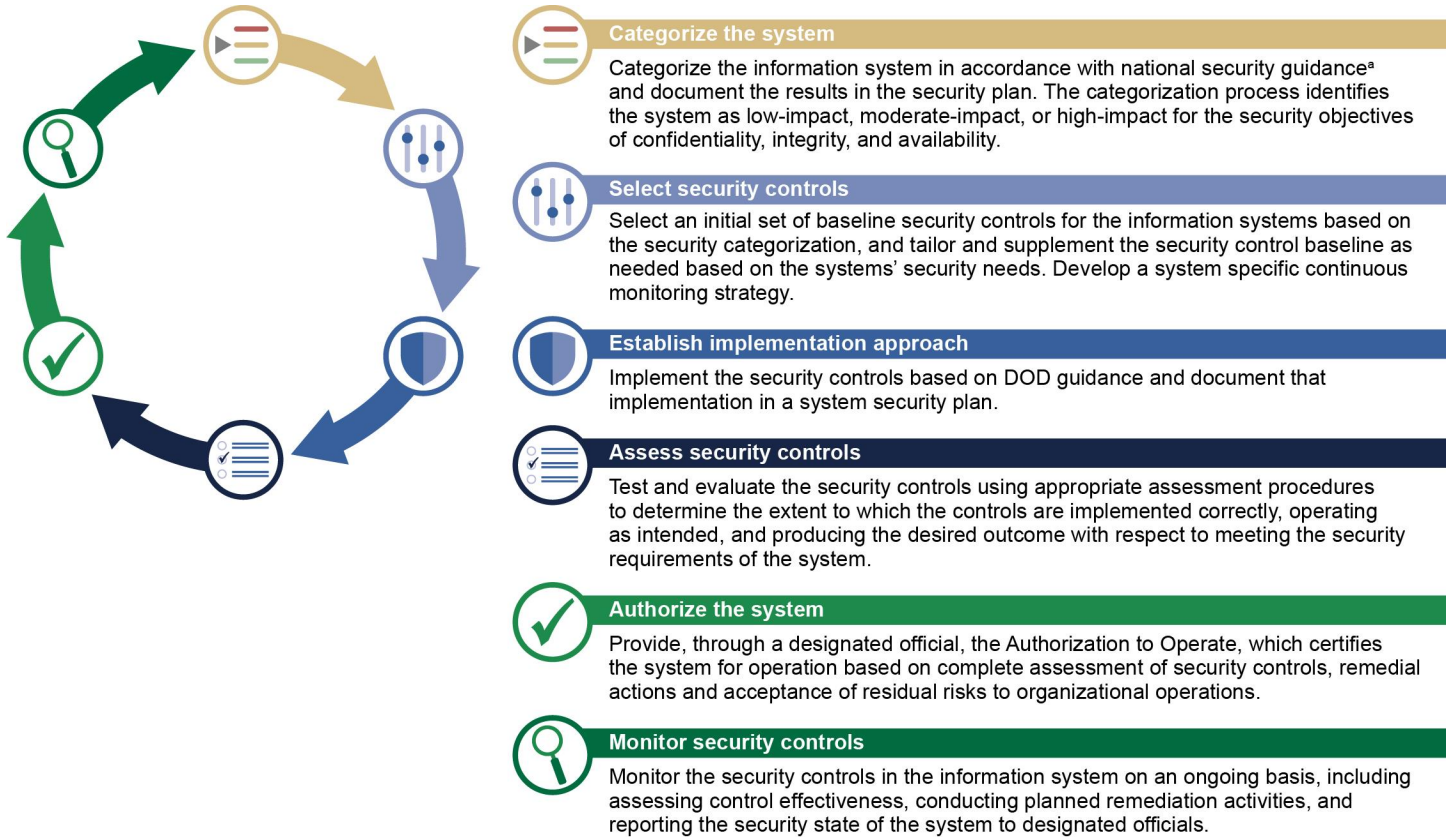 Categorize the system
Categorize the information system in accordance with national security guidanceᵃ
and document the results in the security plan. The categorization process identifies
the system as low-impact, moderate-impact, or high-impact for the security objectives
of confidentiality, integrity, and availability.
Select security controls
Select an initial set of baseline security controls for the information systems based on
the security categorization, and tailor and supplement the security control baseline as
needed based on the systems’ security needs. Develop a system specific continuous
monitoring strategy.
Establish implementation approach
Implement the security controls based on DOD guidance and document that
implementation in a system security plan.
Assess security controls
Test and evaluate the security controls using appropriate assessment procedures
to determine the extent to which the controls are implemented correctly, operating
as intended, and producing the desired outcome with respect to meeting the security
requirements of the system.
Authorize the system
Provide, through a designated official, the Authorization to Operate, which certifies
the system for operation based on complete assessment of security controls, remedial
actions and acceptance of residual risks to organizational operations.
Monitor security controls
Monitor the security controls in the information system on an ongoing basis, including
assessing control effectiveness, conducting planned remediation activities, and
reporting the security state of the system to designated officials.